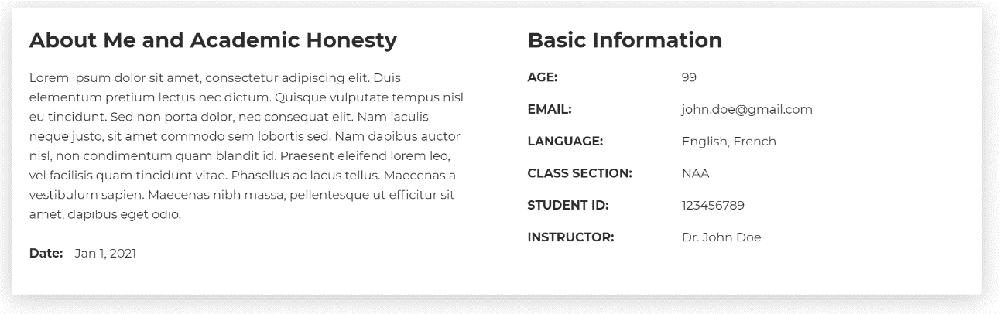 About Me and Academic Honesty
Lorem ipsum dolor sit amet, consectetur adipiscing elit. Duis
elementum pretium lectus nec dictum. Quisque vulputate tempus nisl
eu tincidunt. Sed non porta dolor, nec consequat elit. Nam iaculis
neque justo, sit amet commodo sem lobortis sed. Nam dapibus auctor
nisl, non condimentum quam blandit id. Praesent eleifend lorem leo,
vel facilisis quam tincidunt vitae. Phasellus ac lacus tellus. Maecenas a
vestibulum sapien. Maecenas nibh massa, pellentesque ut efficitur sit
amet, dapibus eget odio.
Date: Jan 1, 2021
Basic Information
AGE: 99
EMAIL: john.doe@gmail.com
LANGUAGE: English, French
CLASS SECTION: NAA
STUDENT ID: 123456789
INSTRUCTOR: Dr. John Doe